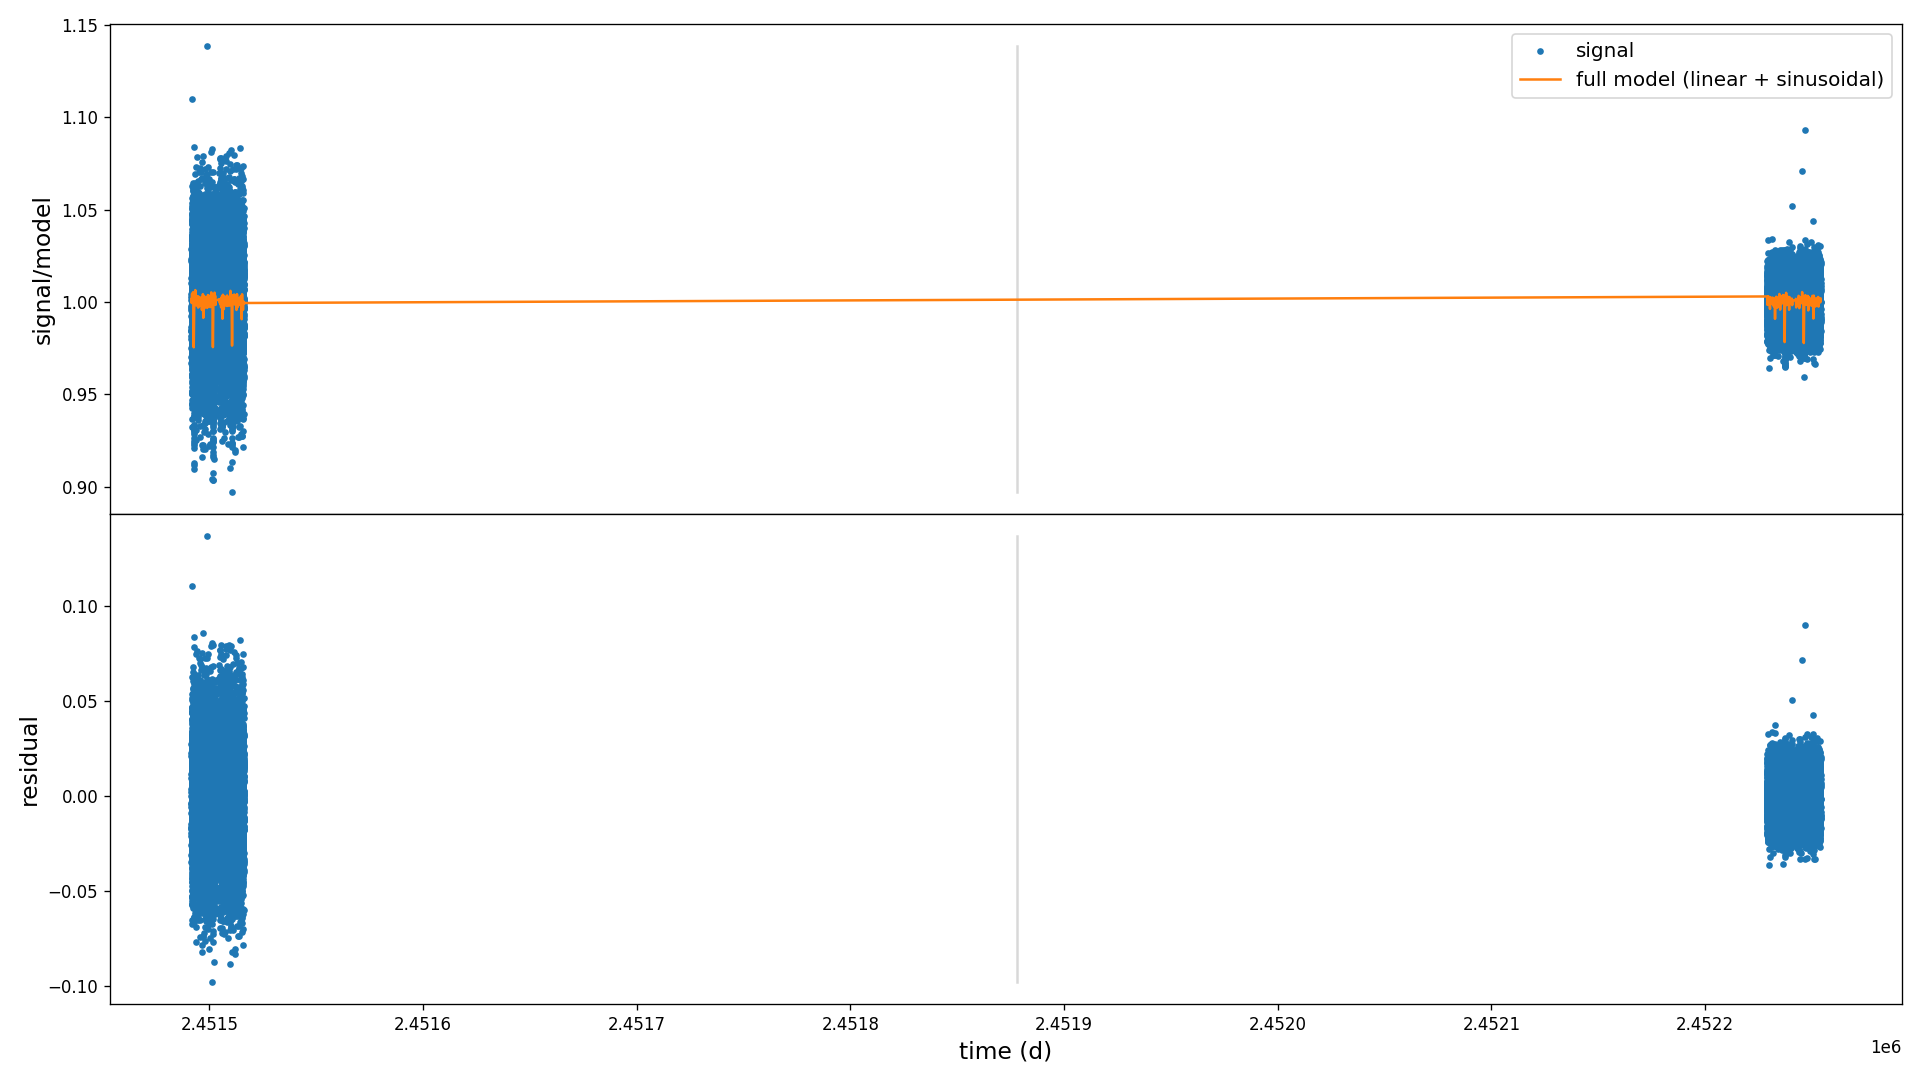 1.15
1.10
1.05
1.00
0.95
0.90
signal/model
signal
full model (linear + sinusoidal)
0.10
0.05
0.00
−0.05
−0.10
residual
2.4515 2.4516 2.4517 2.4518 2.4519 2.4520 2.4521 2.4522
1e6
time (d)